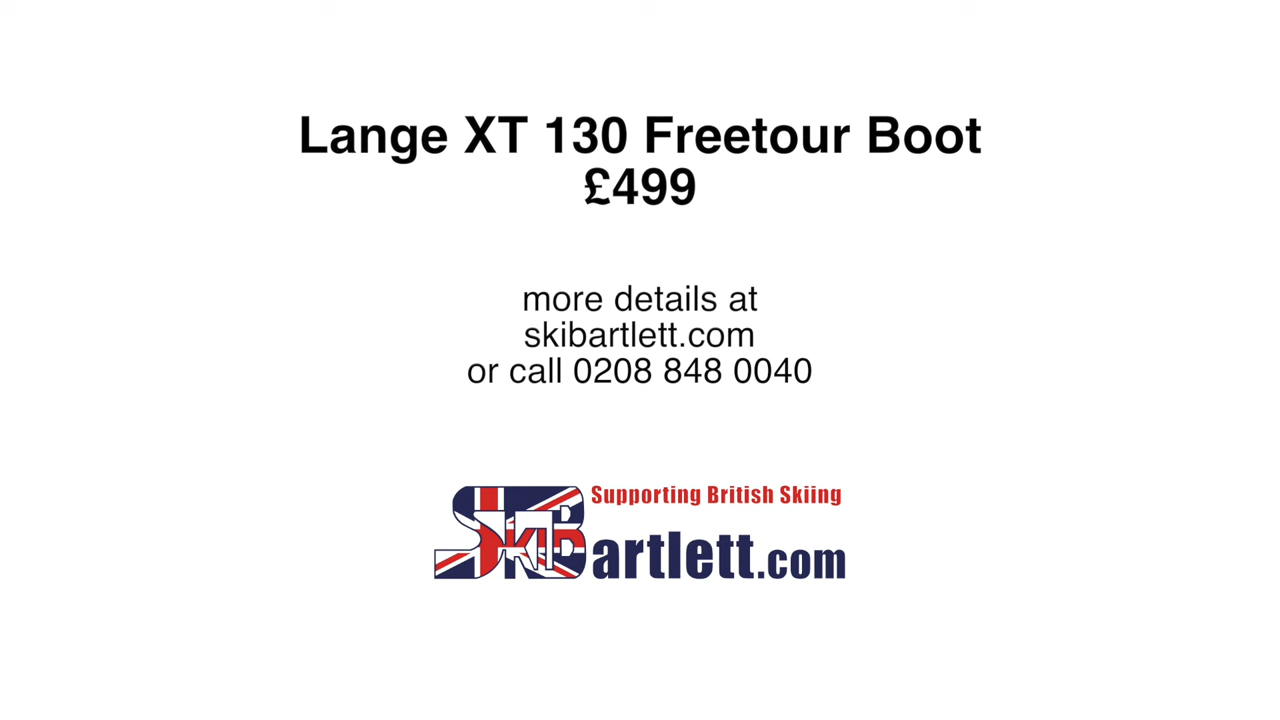 Lange XT 130 Freetour Boot
£499
more details at
skibartlett.com
or call 0208 848 0040
Supporting British Skiing
SkiBartlett.com